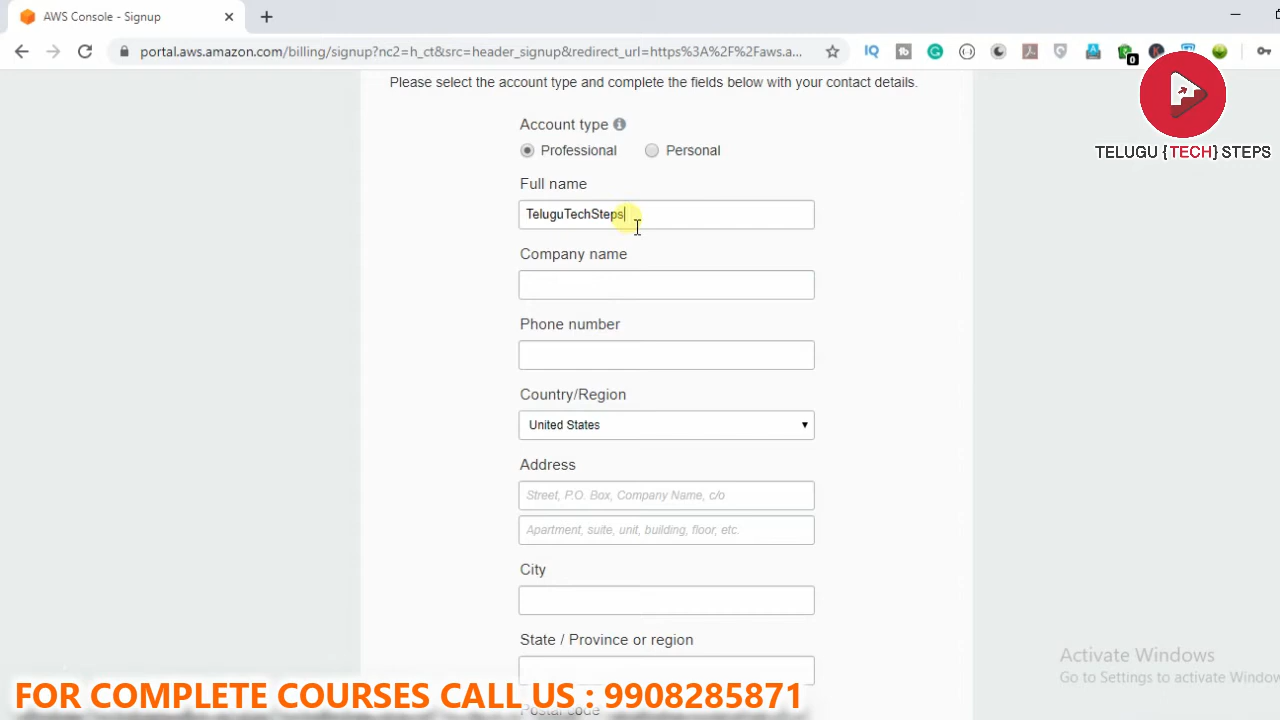 AWS Console - Signup
portal.aws.amazon.com/billing/signup?nc2=h_ct&src=header_signup&redirect_url=https%3A%2F%2Faws.a...
IQ
0
Please select the account type and complete the fields below with your contact details.
TELUGU {TECH} STEPS
Account type
Professional
Personal
Full name
TeluguTechSteps
Company name
Phone number
Country/Region
United States
Address
Street, P.O. Box, Company Name, c/o
Apartment, suite, unit, building, floor, etc.
City
State / Province or region
Activate Windows
Go to Settings to activate Windows
FOR COMPLETE COURSES CALL US : 9908285871
Postal code